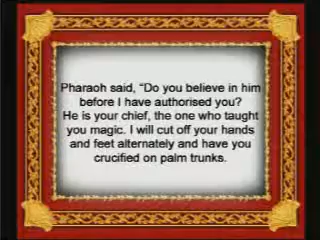 Pharaoh said, “Do you believe in him
before I have authorised you?
He is your chief, the one who taught
you magic. I will cut off your hands
and feet alternately and have you
crucified on palm trunks.